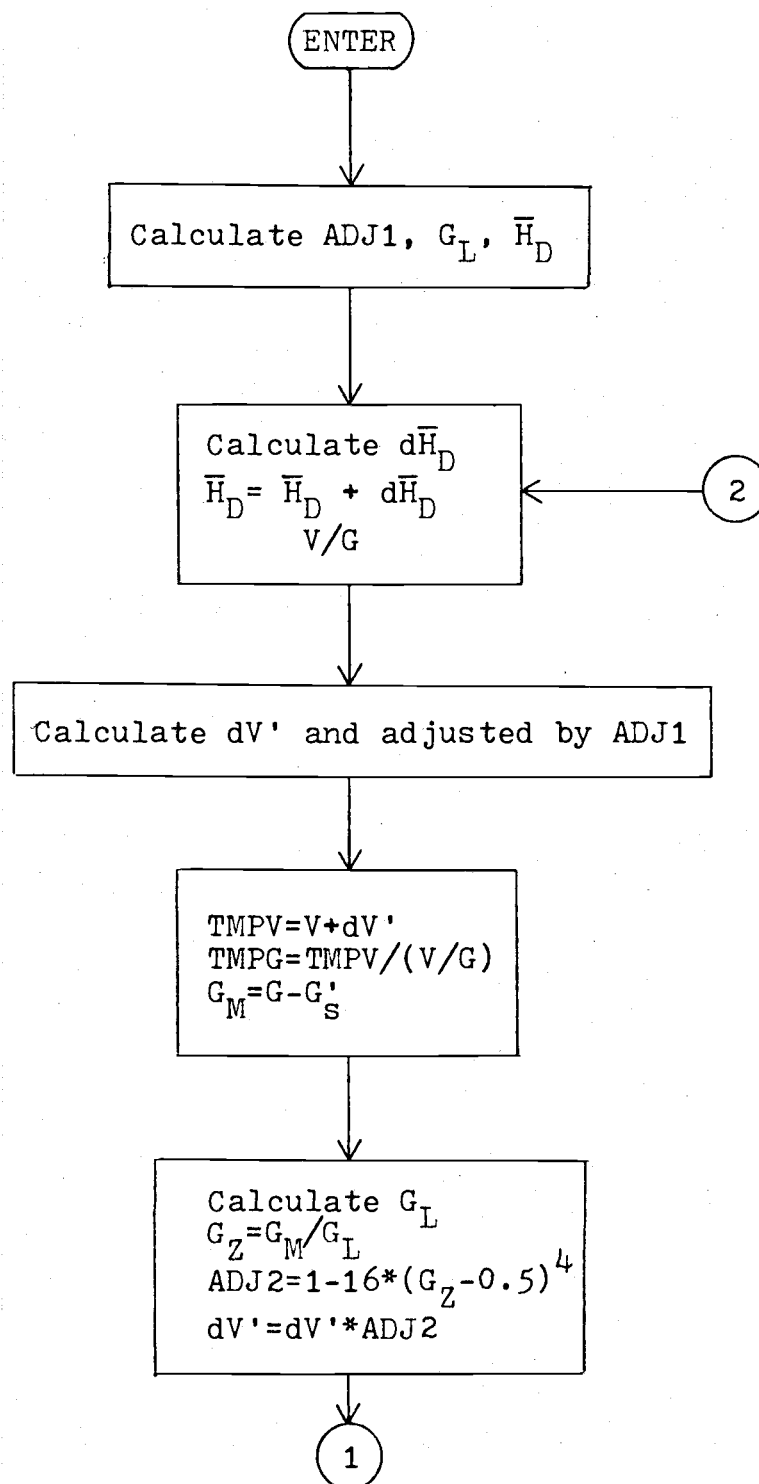 ENTER
Calculate ADJ1, G_L, H̅_D
Calculate dH̅_D
H̅_D= H̅_D + dH̅_D
V/G
2
Calculate dV' and adjusted by ADJ1
TMPV=V+dV'
TMPG=TMPV/(V/G)
G_M=G-G'_s
Calculate G_L
G_Z=G_M/G_L
ADJ2=1-16*(G_Z-0.5)^4
dV'=dV'*ADJ2
1